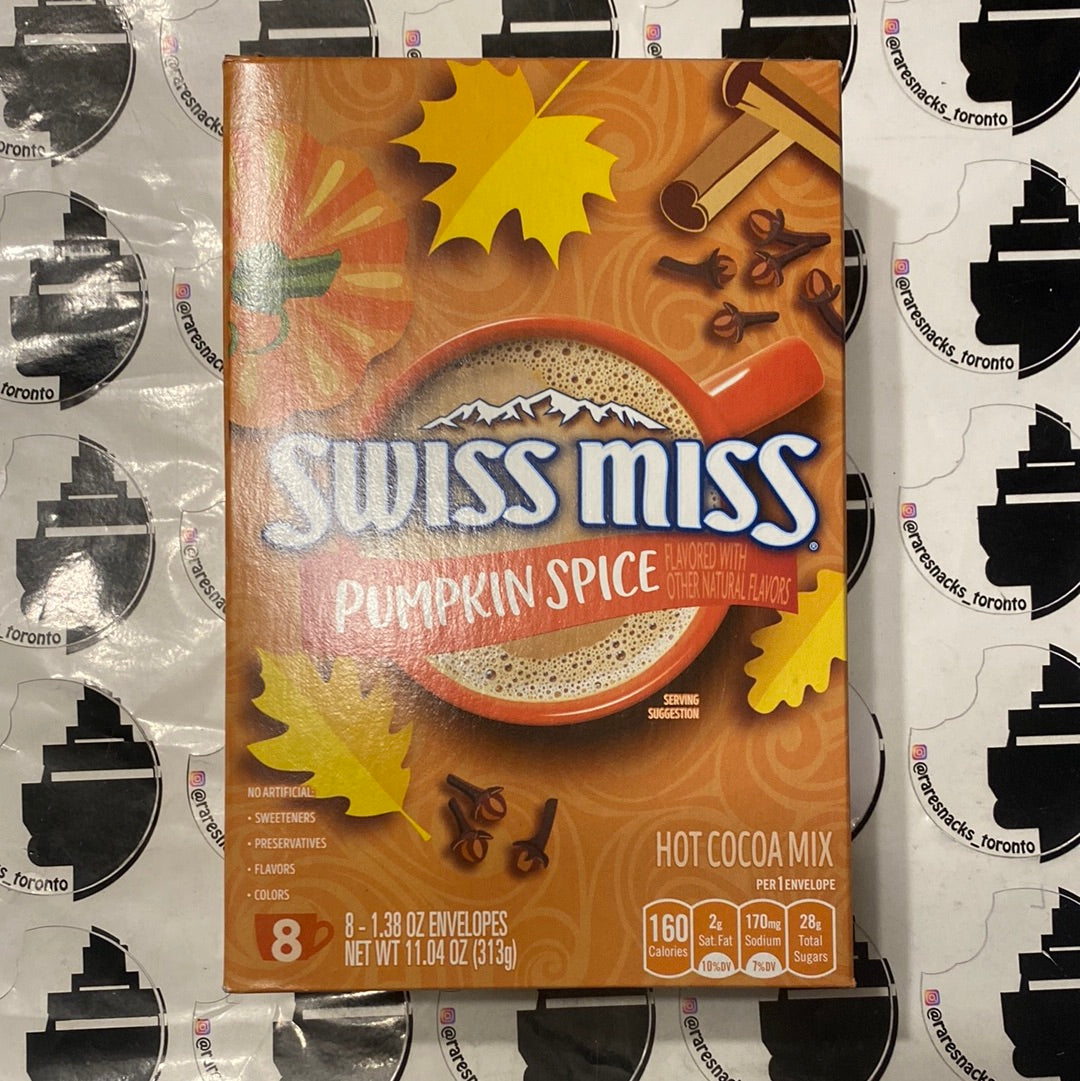 SWISS MISS®
PUMPKIN SPICE
FLAVORED WITH
OTHER NATURAL FLAVORS
SERVING
SUGGESTION
NO ARTIFICIAL:
• SWEETENERS
• PRESERVATIVES
• FLAVORS
• COLORS
8
8 – 1.38 OZ ENVELOPES
NET WT 11.04 OZ (313g)
HOT COCOA MIX
PER 1 ENVELOPE
160 Calories
2g Sat. Fat 10%DV
170mg Sodium 7%DV
28g Total Sugars
@raresnacks_toronto
@raresnacks_toronto
@raresnacks_toronto
@raresnacks_toronto